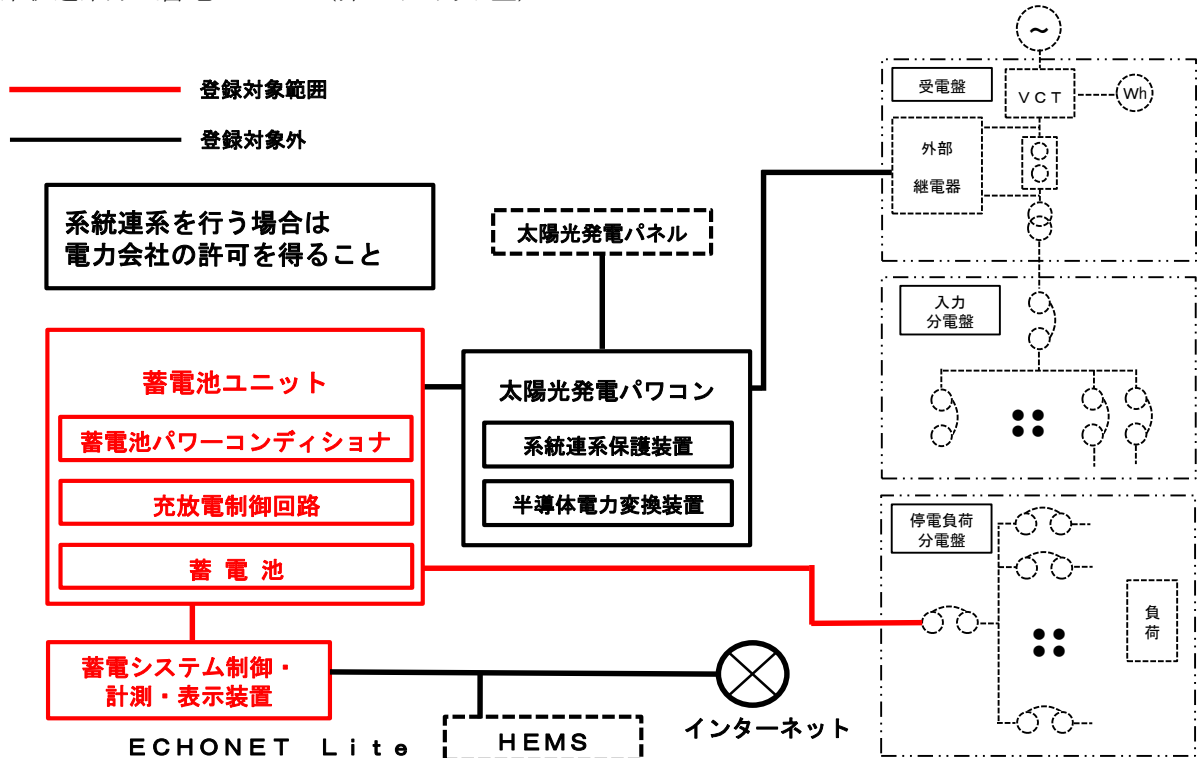 登録対象範囲
登録対象外
系統連系を行う場合は
電力会社の許可を得ること
太陽光発電パネル
~
受電盤
VCT
Wh
外部
継電器
入力
分電盤
蓄電池ユニット
蓄電池パワーコンディショナ
充放電制御回路
蓄電池
太陽光発電パワコン
系統連系保護装置
半導体電力変換装置
停電負荷
分電盤
負
荷
蓄電システム制御・
計測・表示装置
インターネット
ECHONET Lite
HEMS